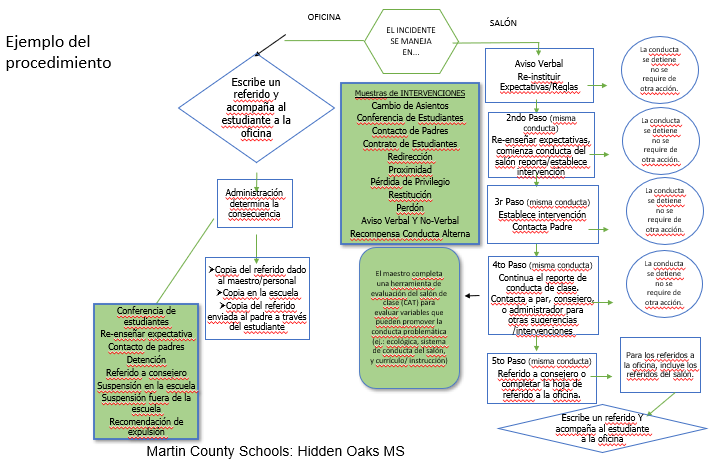 Ejemplo del
procedimiento
OFICINA
EL INCIDENTE
SE MANEJA
EN...
SALÓN
Escribe un
referido y
acompaña al
estudiante a la
oficina
Administración
determina la
consecuencia
➤Copia del referido dado
al maestro/personal
➤Copia en la escuela
➤Copia del referido
enviada al padre a través
del estudiante
Conferencia de
estudiantes
Re-enseñar expectativa
Contacto de padres
Detención
Referido a consejero
Suspensión en la escuela
Suspensión fuera de la
escuela
Recomendación de
expulsión
Muestras de INTERVENCIONES
Cambio de Asientos
Conferencia de Estudiantes
Contacto de Padres
Contrato de Estudiantes
Redirección
Proximidad
Pérdida de Privilegio
Restitución
Perdón
Aviso Verbal Y No-Verbal
Recompensa Conducta Alterna
El maestro completa
una herramienta de
evaluación del salón de
clase (CAT) para
evaluar variables que
pueden promover la
conducta problemática
(ej.: ecológica, sistema
de conducta del salón,
y currículo/ instrucción)
Aviso Verbal
Re-instituir
Expectativas/Reglas
La conducta
se detiene
no se
require de
otra acción.
2ndo Paso (misma
conducta)
Re-enseñar expectativas,
comienza conducta del
salón reporta/establece
intervención
La conducta
se detiene
no se
require de
otra acción.
3r Paso (misma conducta)
Establece intervención
Contacta Padre
La conducta
se detiene
no se
require de
otra acción.
4to Paso (misma conducta)
Continua el reporte de
conducta de clase.
Contacta a par, consejero,
o administrador para
otras sugerencias
/intervenciones.
La conducta
se detiene
no se
require de
otra acción.
5to Paso (misma conducta)
Referido a consejero o
competar la hoja de
referido a la oficina.
Para los referidos a
la oficina, incluye los
referidos del salón.
Escribe un referido Y
acompaña al estudiante
a la oficina
Martin County Schools: Hidden Oaks MS